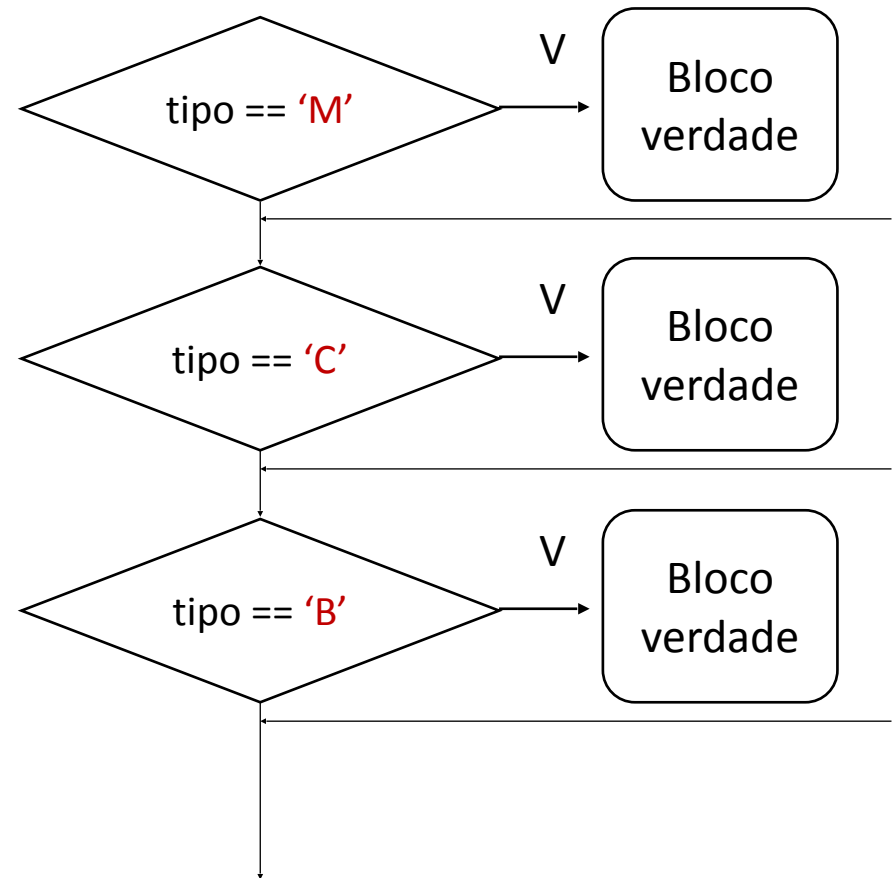 tipo == ‘M’
V
Bloco
verdade
tipo == ‘C’
V
Bloco
verdade
tipo == ‘B’
V
Bloco
verdade